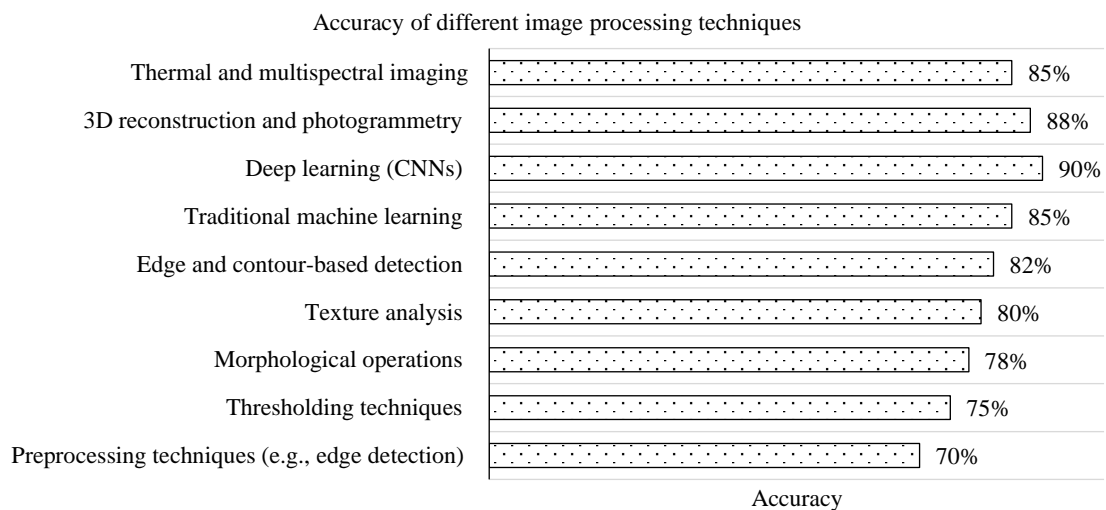 Accuracy of different image processing techniques
Thermal and multispectral imaging 85%
3D reconstruction and photogrammetry 88%
Deep learning (CNNs) 90%
Traditional machine learning 85%
Edge and contour-based detection 82%
Texture analysis 80%
Morphological operations 78%
Thresholding techniques 75%
Preprocessing techniques (e.g., edge detection) 70%
Accuracy